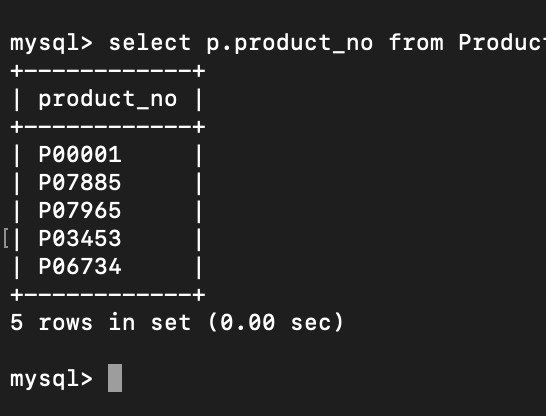 mysql> select p.product_no from Product
+------------+
| product_no |
+------------+
| P00001     |
| P07885     |
| P07965     |
[| P03453     |
| P06734     |
+------------+
5 rows in set (0.00 sec)
mysql>